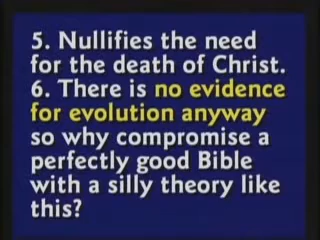 5. Nullifies the need
for the death of Christ.
6. There is no evidence
for evolution anyway
so why compromise a
perfectly good Bible
with a silly theory like
this?